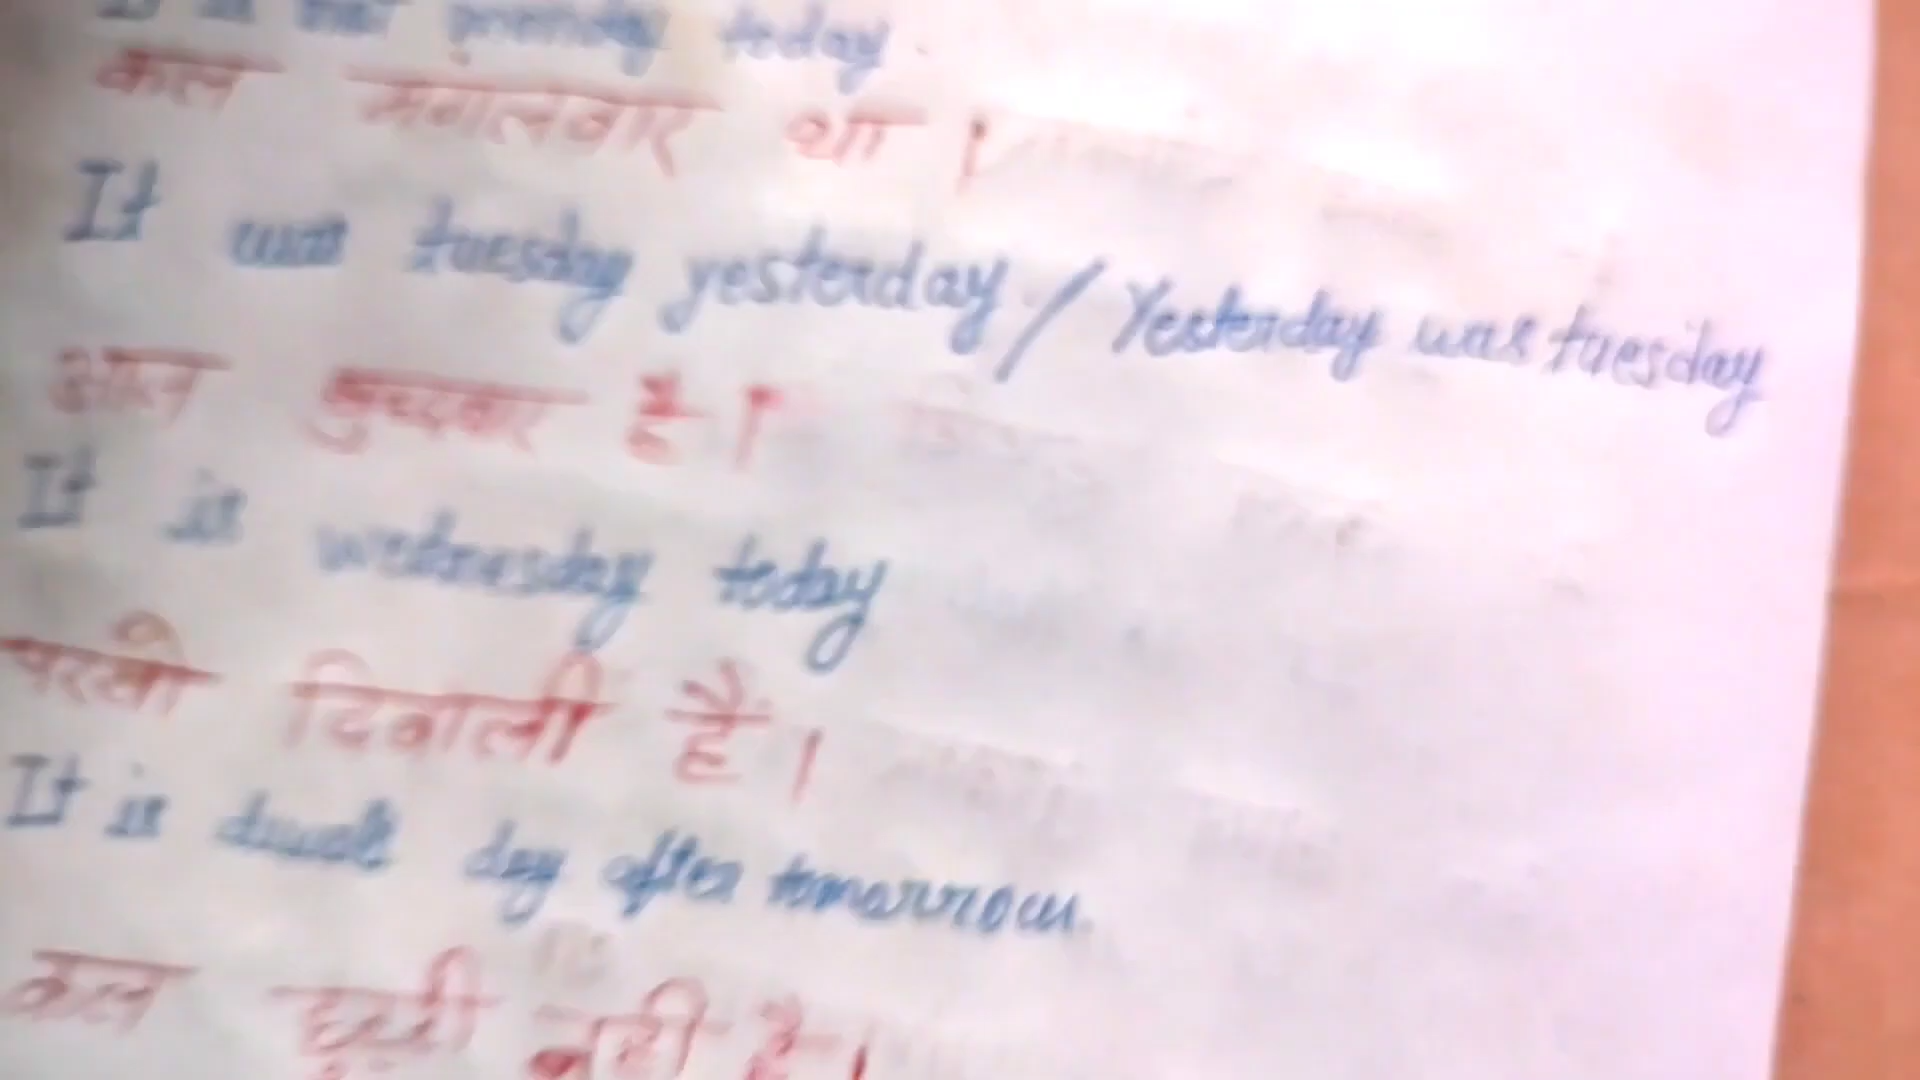 today
कल मंगलवार था ।
It was tuesday yesterday / Yesterday was tuesday
आज बुधवार है ।
It is wednesday today
परसो दिवाली है ।
It is diwali day after tomorrow.
कल छुट्टी नही है ।